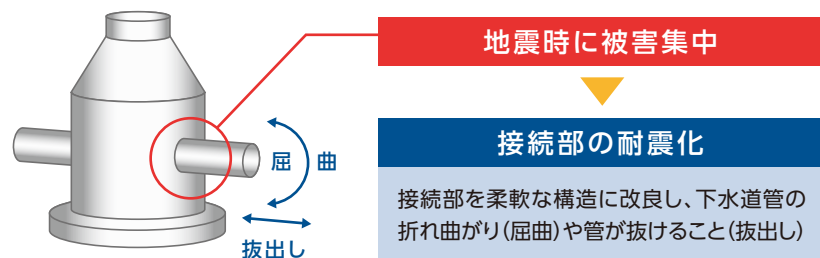 地震時に被害集中
接続部の耐震化
接続部を柔軟な構造に改良し、下水道管の
折れ曲がり(屈曲)や管が抜けること(抜出し)
屈 曲
抜出し